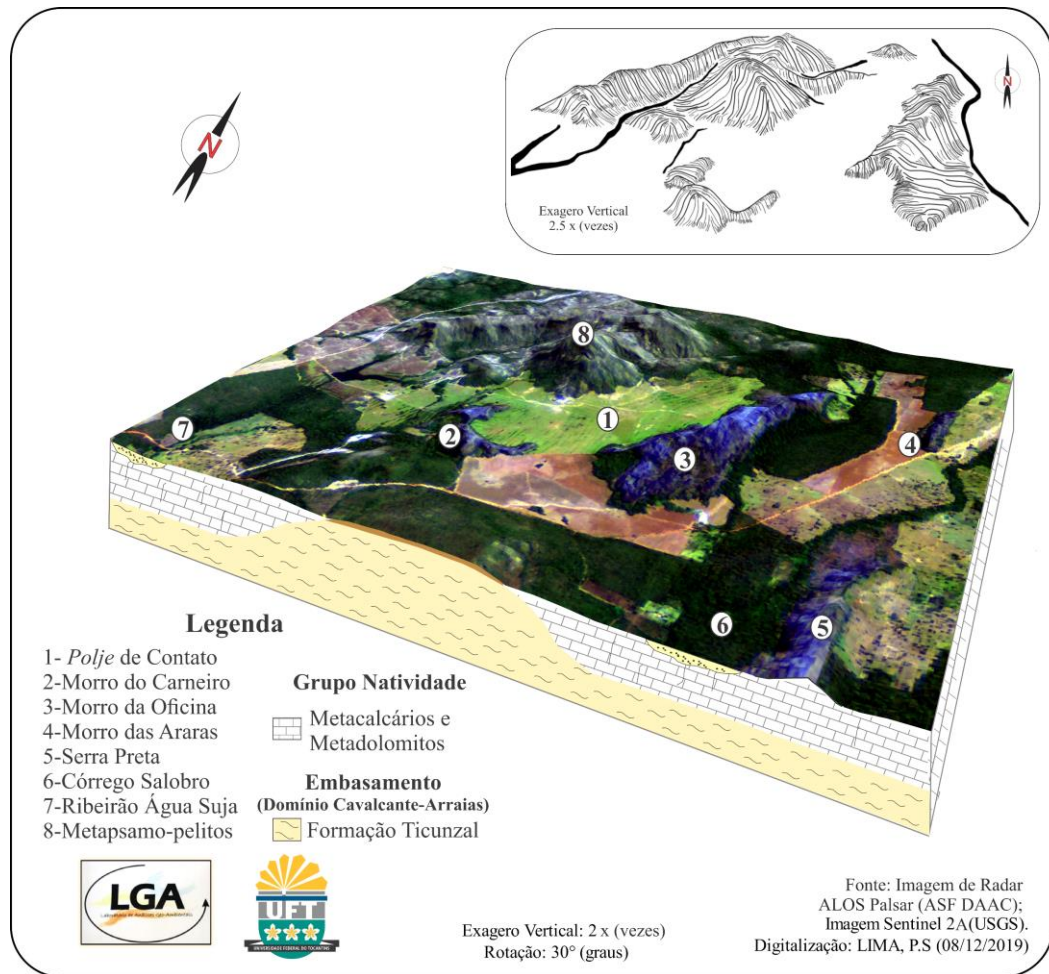 N
N
Exagero Vertical
2.5 x (vezes)
8
1
7
2
3
4
6
5
Legenda
1- Polje de Contato
2-Morro do Carneiro
3-Morro da Oficina
4-Morro das Araras
5-Serra Preta
6-Córrego Salobro
7-Ribeirão Água Suja
8-Metapsamo-pelitos
Grupo Natividade
Metacalcários e
Metadolomitos
Embasamento
(Domínio Cavalcante-Arraias)
Formação Ticunzal
LGA
UFT
UNIVERSIDADE FEDERAL DO TOCANTINS
Exagero Vertical: 2 x (vezes)
Rotação: 30° (graus)
Fonte: Imagem de Radar
ALOS Palsar (ASF DAAC);
Imagem Sentinel 2A(USGS).
Digitalização: LIMA, P.S (08/12/2019)